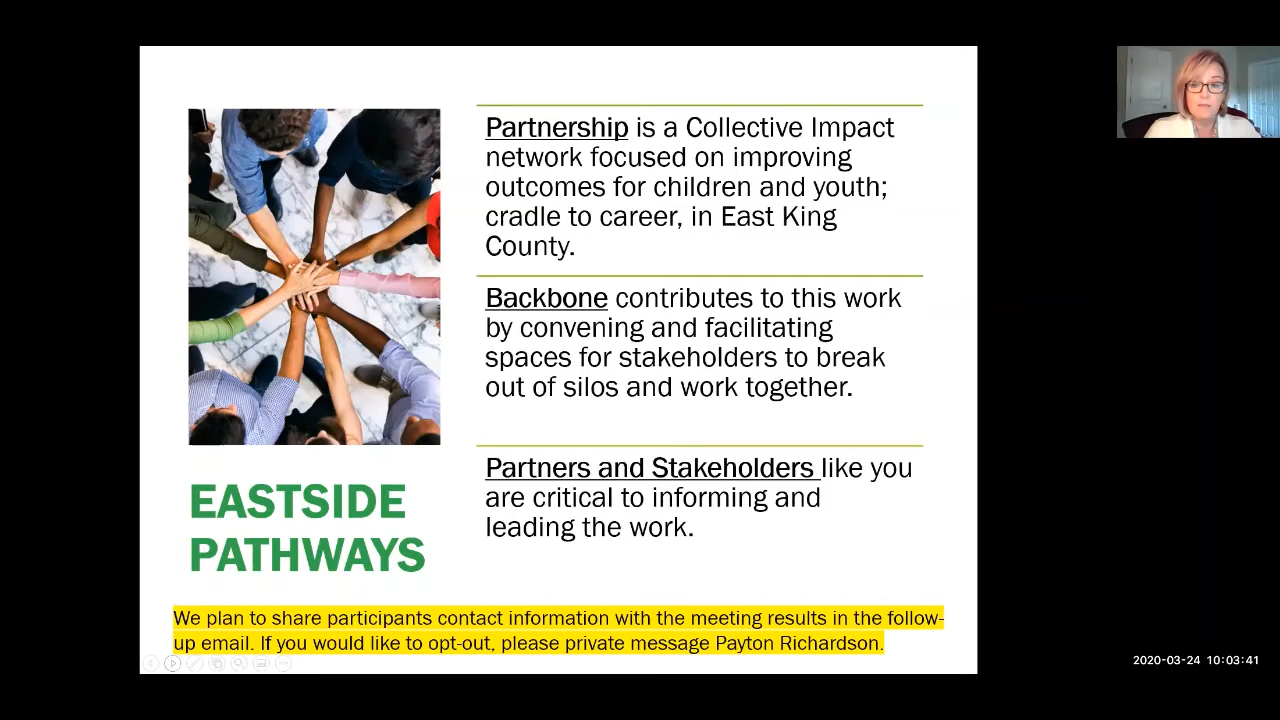 Partnership is a Collective Impact
network focused on improving
outcomes for children and youth;
cradle to career, in East King
County.
Backbone contributes to this work
by convening and facilitating
spaces for stakeholders to break
out of silos and work together.
Partners and Stakeholders like you
are critical to informing and
leading the work.
EASTSIDE
PATHWAYS
We plan to share participants contact information with the meeting results in the follow-
up email. If you would like to opt-out, please private message Payton Richardson.
2020-03-24 10:03:41